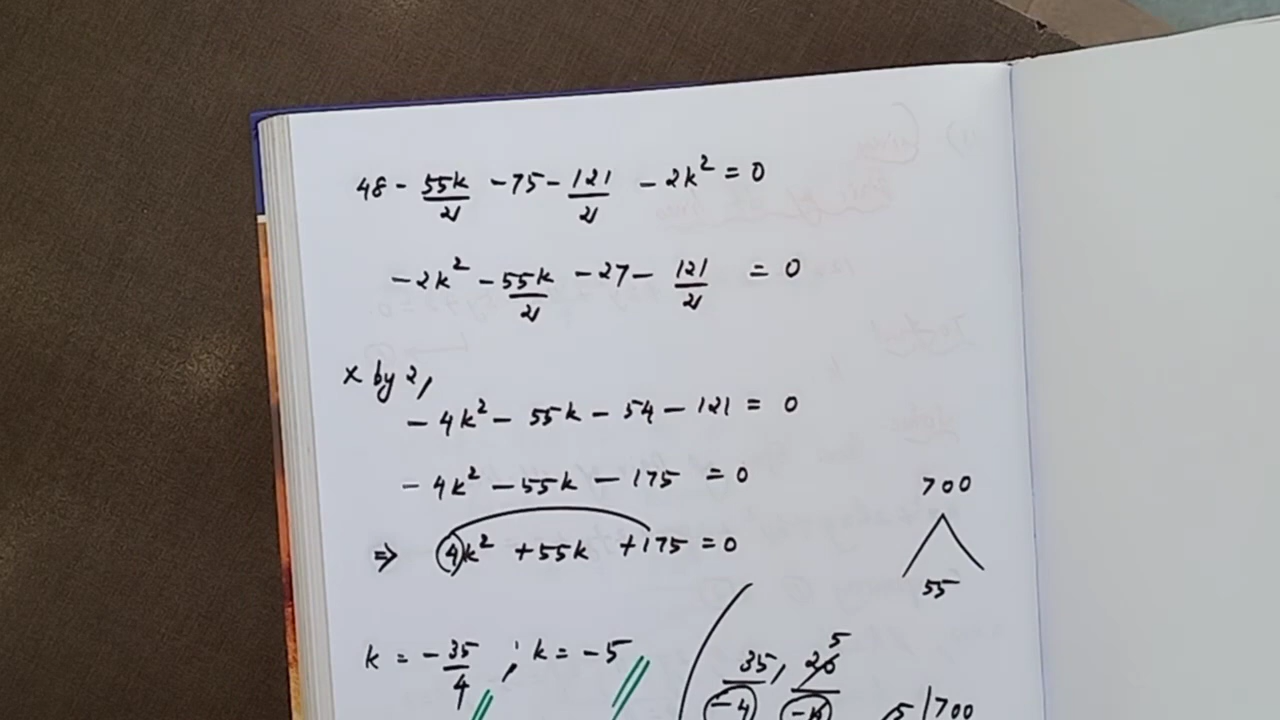 48 - 55k/2 - 75 - 121/2 - 2k² = 0
-2k² - 55k/2 - 27 - 121/2 = 0
x by 2,
- 4k² - 55k - 54 - 121 = 0
- 4k² - 55k - 175 = 0
⇒ 4k² + 55k + 175 = 0
700
55
k = -35/4 ; k = -5
5
35/-4 ,
5 | 700